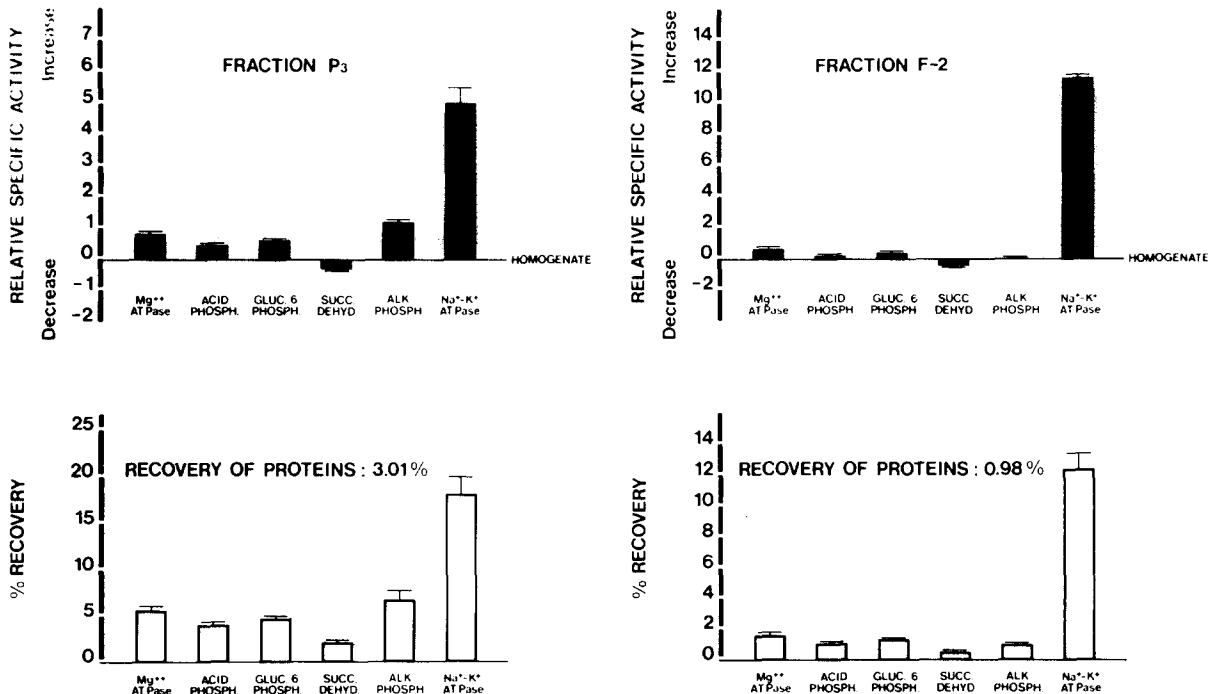 RELATIVE SPECIFIC ACTIVITY
Increase
Decrease
7
6
5
4
3
2
1
0
-1
-2
FRACTION P3
HOMOGENATE
Mg++ ATPase
ACID PHOSPH.
GLUC. 6 PHOSPH.
SUCC. DEHYD
ALK PHOSPH
Na+-K+ ATPase
RELATIVE SPECIFIC ACTIVITY
Increase
Decrease
14
12
10
8
6
4
2
0
-2
FRACTION F-2
HOMOGENATE
Mg++ ATPase
ACID PHOSPH
GLUC. 6 PHOSPH
SUCC DEHYD
ALK PHOSPH
Na+-K+ ATPase
% RECOVERY
25
20
15
10
5
0
RECOVERY OF PROTEINS : 3.01%
Mg++ ATPase
ACID PHOSPH.
GLUC. 6 PHOSPH.
SUCC. DEHYD.
ALK PHOSPH
Na+-K+ ATPase
% RECOVERY
14
12
10
8
6
4
2
0
RECOVERY OF PROTEINS : 0.98%
Mg++ ATPase
ACID PHOSPH
GLUC. 6 PHOSPH.
SUCC. DEHYD.
ALK PHOSPH
Na+-K+ ATPase